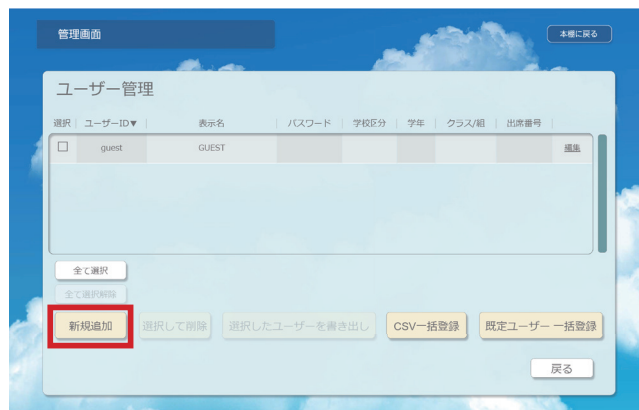 管理画面
本棚に戻る
ユーザー管理
選択 ユーザーID▼ 表示名 パスワード 学校区分 学年 クラス/組 出席番号
guest GUEST 編集
全て選択
全て選択解除
新規追加 選択して削除 選択したユーザーを書き出し CSV一括登録 既定ユーザー 一括登録
戻る